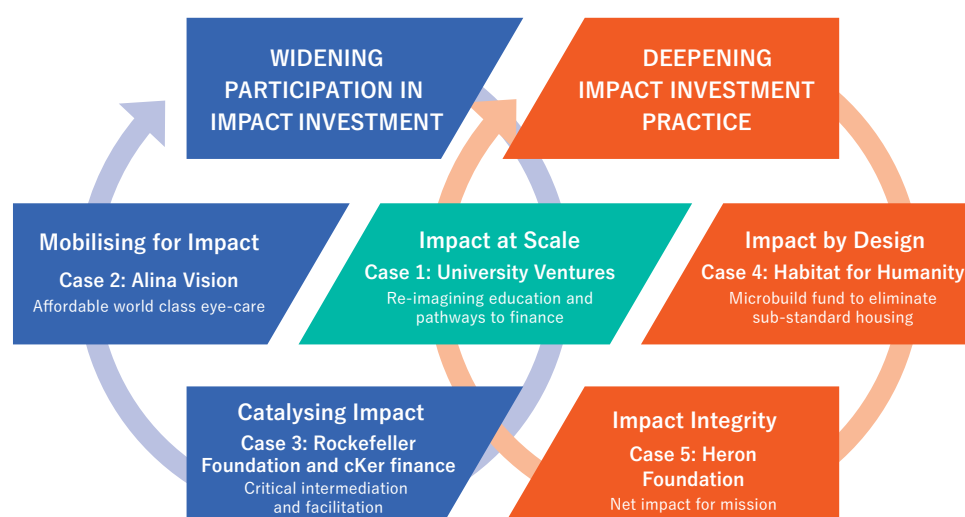 WIDENING
PARTICIPATION IN
IMPACT INVESTMENT
DEEPENING
IMPACT INVESTMENT
PRACTICE
Mobilising for Impact
Case 2: Alina Vision
Affordable world class eye-care
Impact at Scale
Case 1: University Ventures
Re-imagining education and
pathways to finance
Impact by Design
Case 4: Habitat for Humanity
Microbuild fund to eliminate
sub-standard housing
Catalysing Impact
Case 3: Rockefeller
Foundation and cKer finance
Critical intermediation
and facilitation
Impact Integrity
Case 5: Heron
Foundation
Net impact for mission